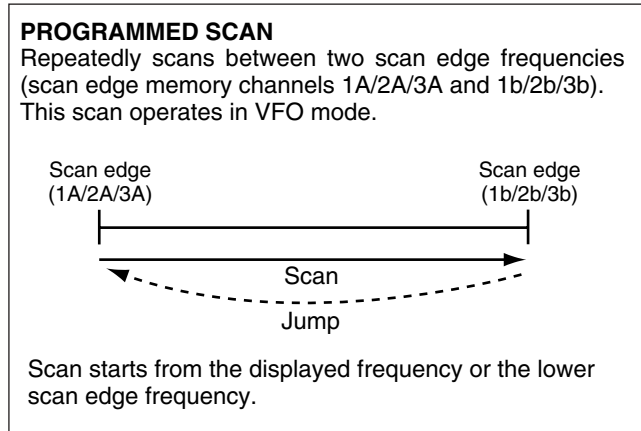 PROGRAMMED SCAN
Repeatedly scans between two scan edge frequencies
(scan edge memory channels 1A/2A/3A and 1b/2b/3b).
This scan operates in VFO mode.
Scan edge
(1A/2A/3A)
Scan edge
(1b/2b/3b)
Scan
Jump
Scan starts from the displayed frequency or the lower
scan edge frequency.